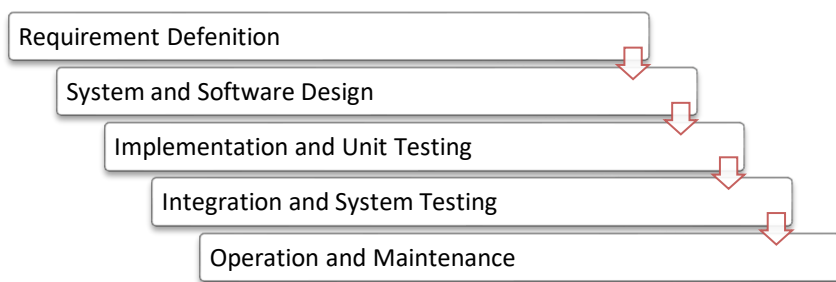 Requirement Defenition
System and Software Design
Implementation and Unit Testing
Integration and System Testing
Operation and Maintenance